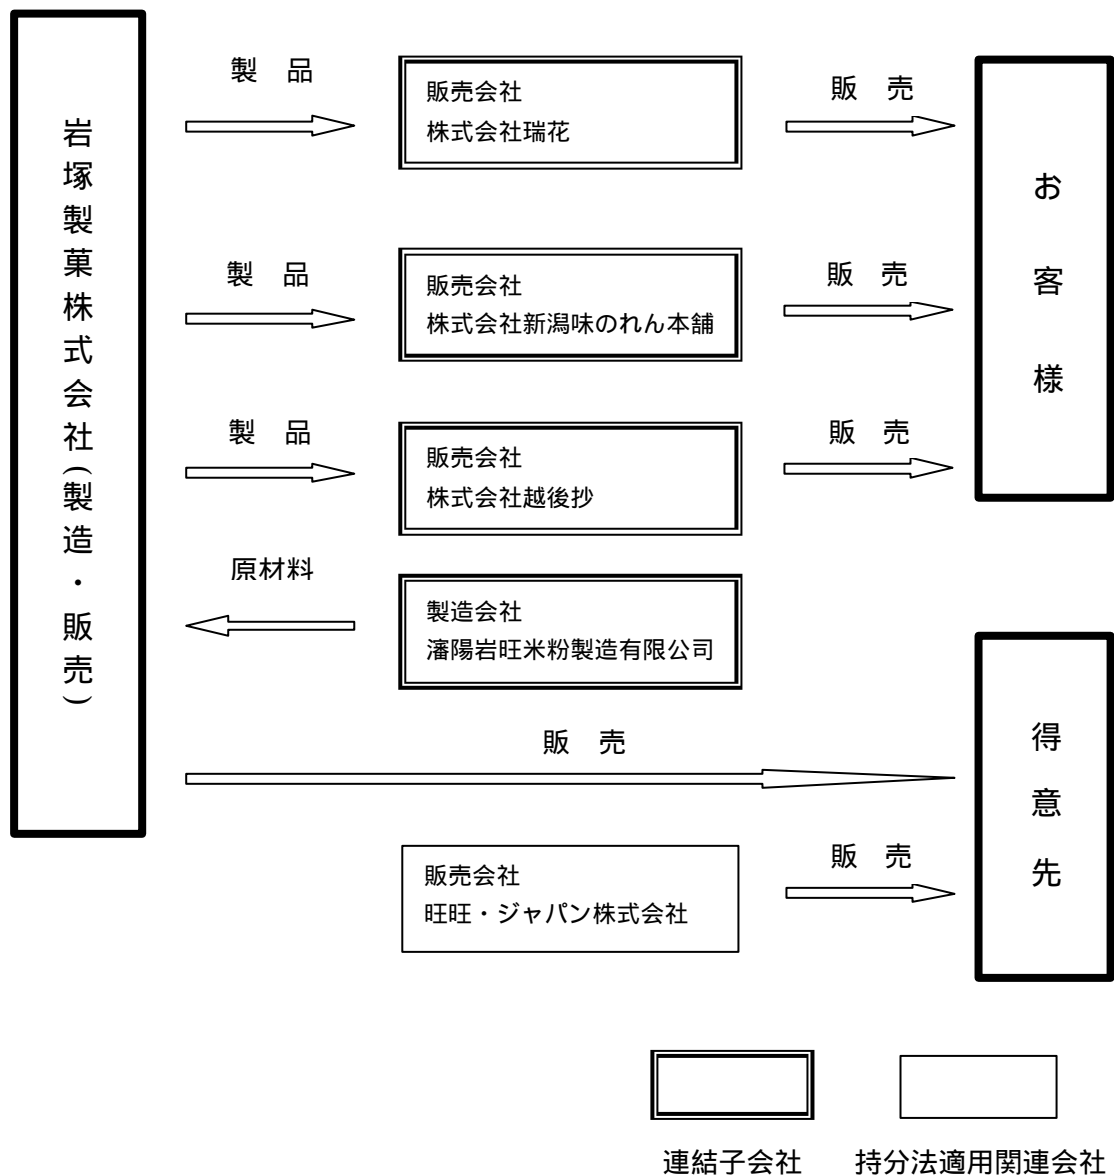 岩塚製菓株式会社(製造・販売)
製 品
販売会社
株式会社瑞花
販 売
製 品
販売会社
株式会社新潟味のれん本舗
販 売
製 品
販売会社
株式会社越後抄
販 売
お客様
原材料
製造会社
瀋陽岩旺米粉製造有限公司
販 売
販売会社
旺旺・ジャパン株式会社
販 売
得意先
連結子会社
持分法適用関連会社